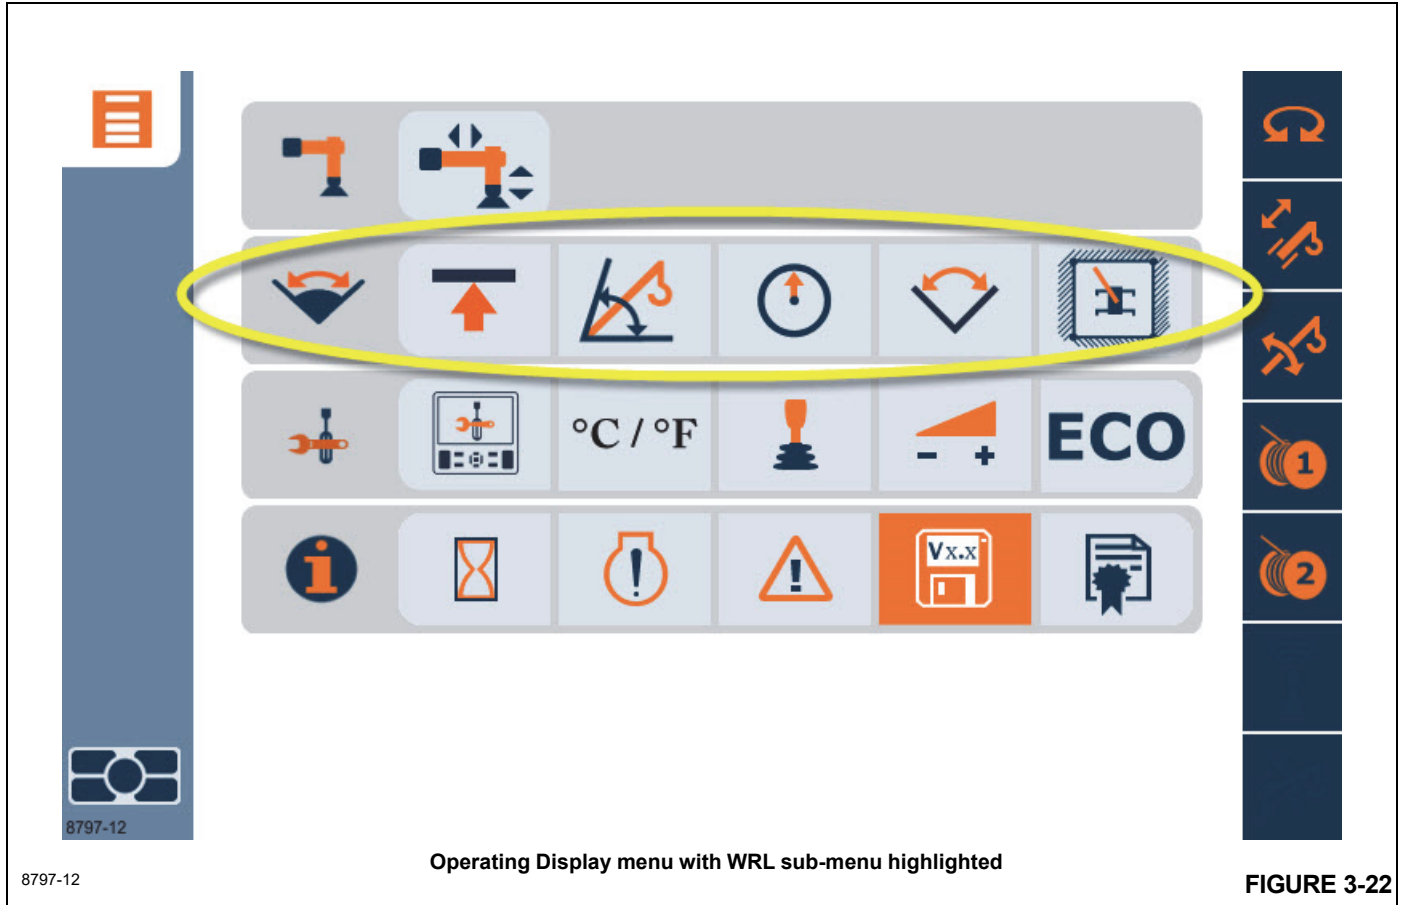 °C / °F
ECO
1
i
Vx.x
2
8797-12
Operating Display menu with WRL sub-menu highlighted
8797-12
FIGURE 3-22